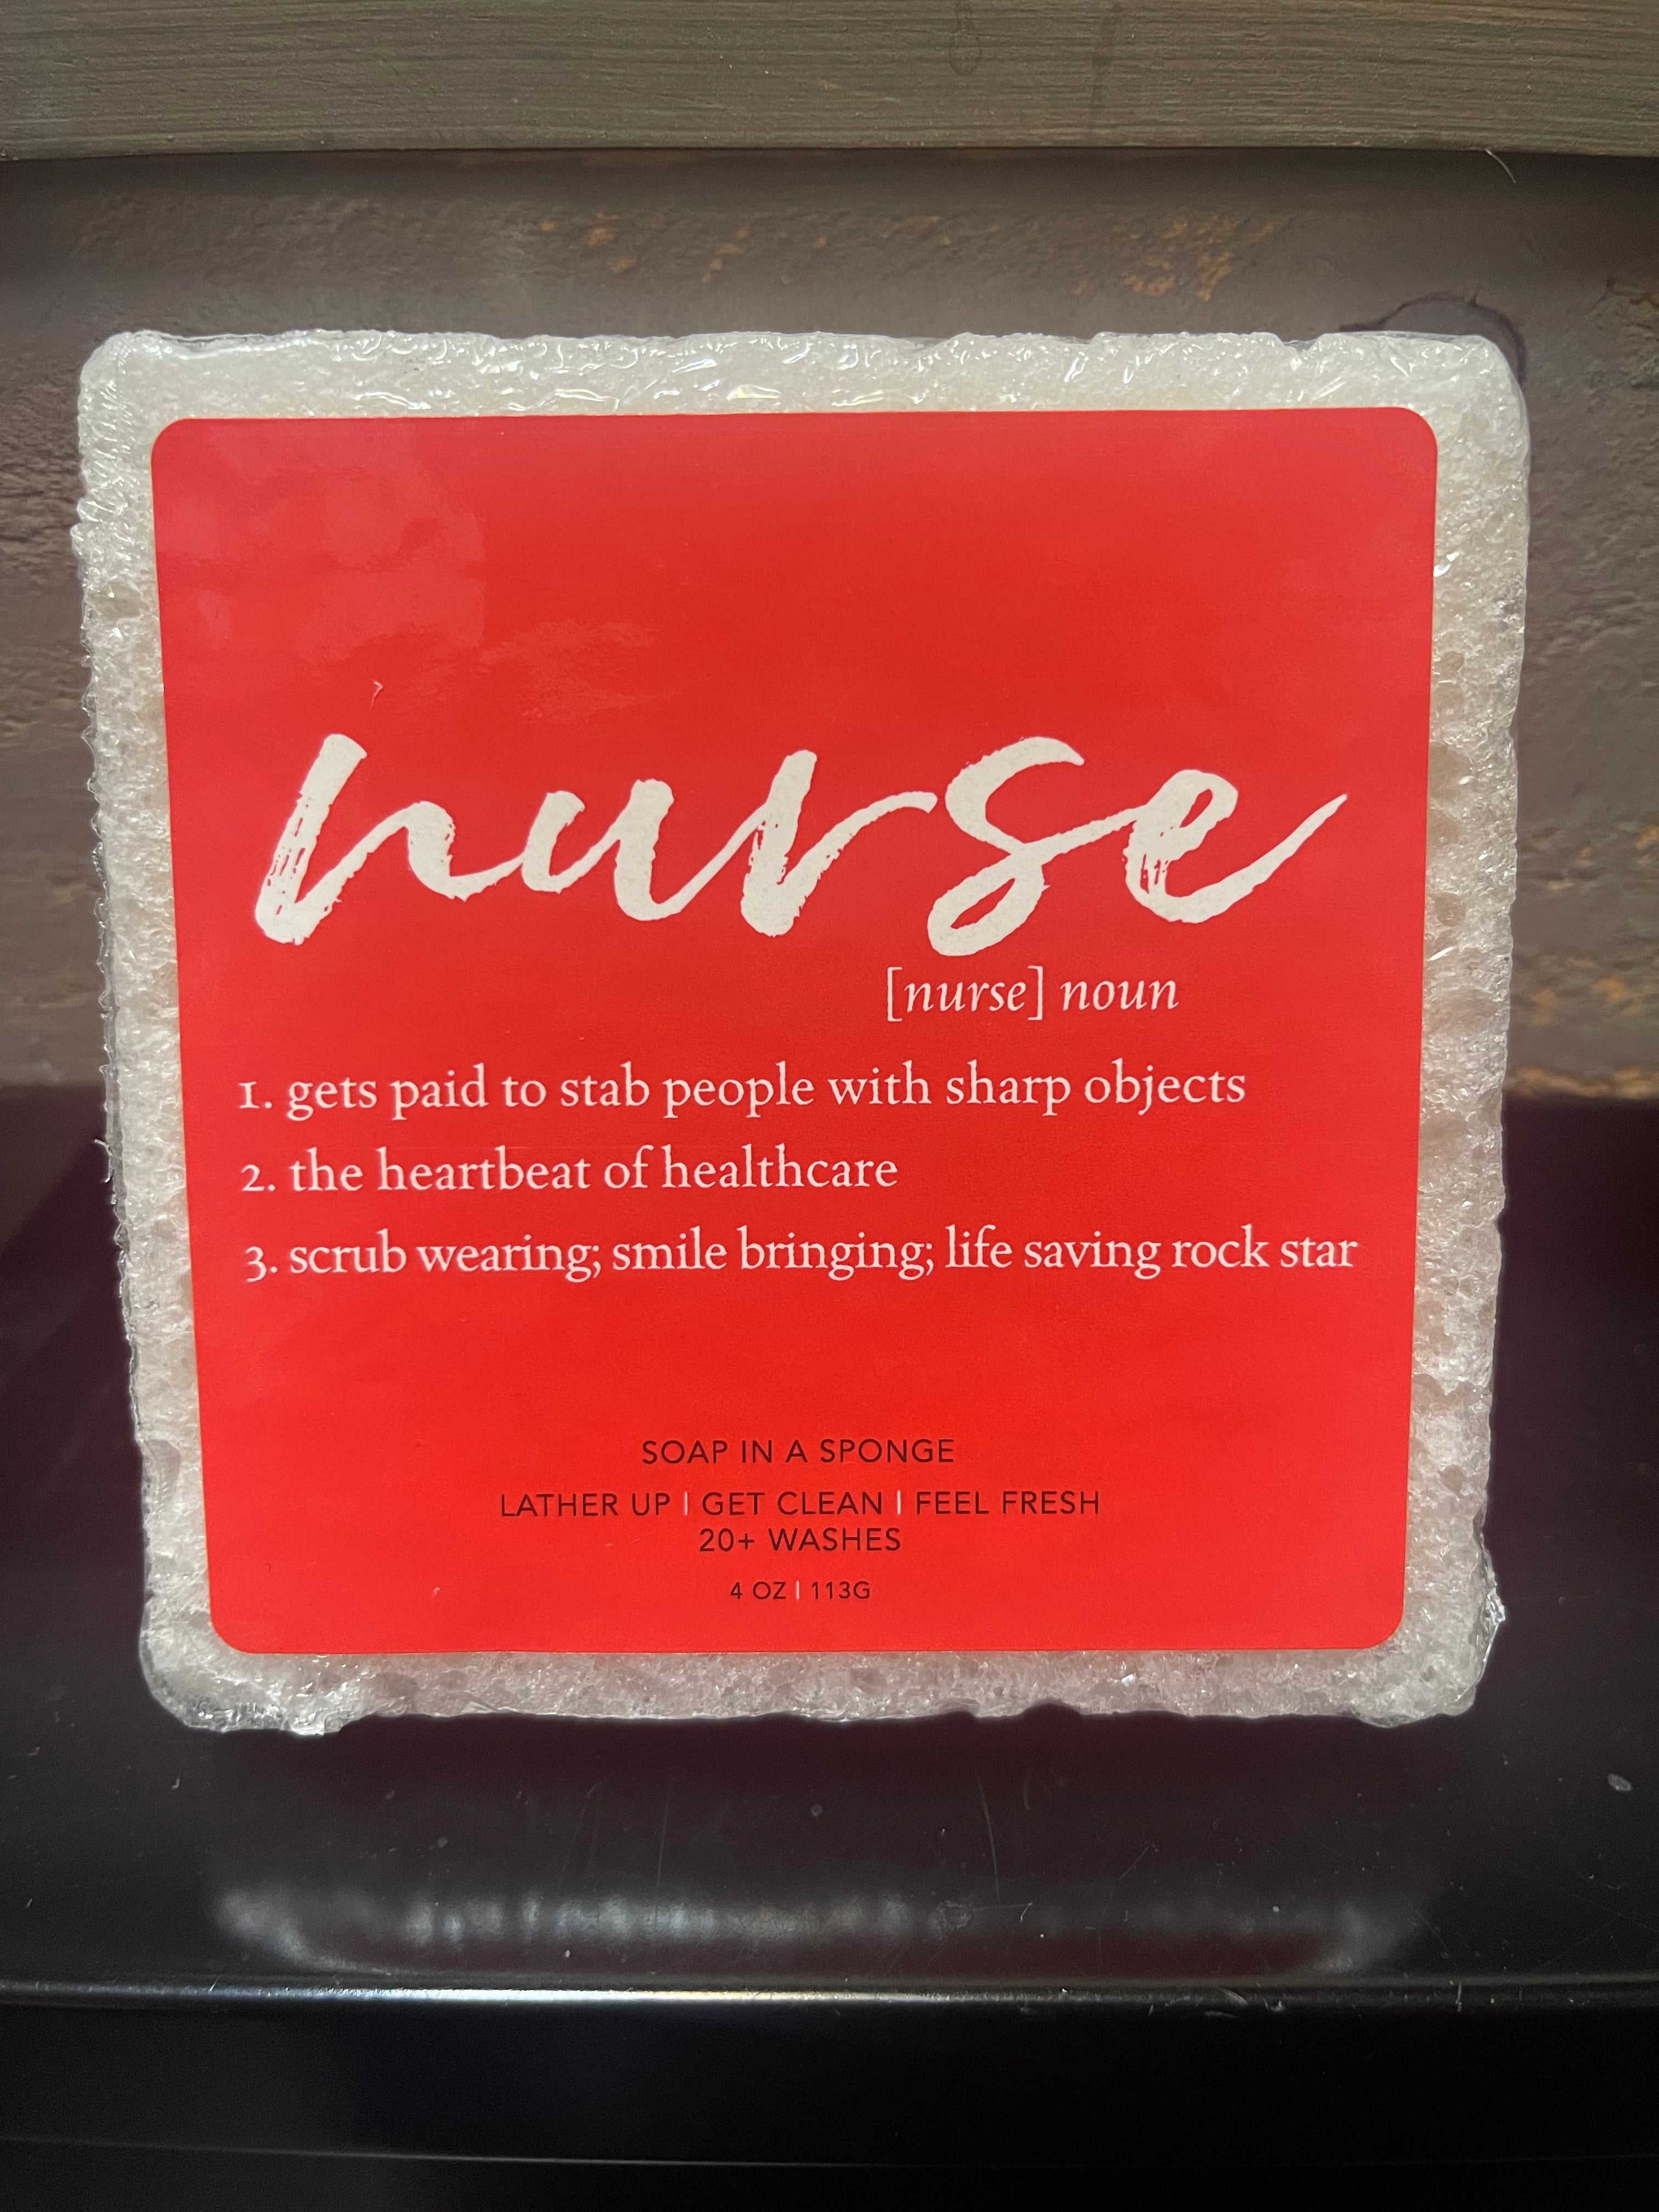 nurse
[nurse] noun
1. gets paid to stab people with sharp objects
2. the heartbeat of healthcare
3. scrub wearing; smile bringing; life saving rock star
SOAP IN A SPONGE
LATHER UP | GET CLEAN | FEEL FRESH
20+ WASHES
4 OZ | 113G